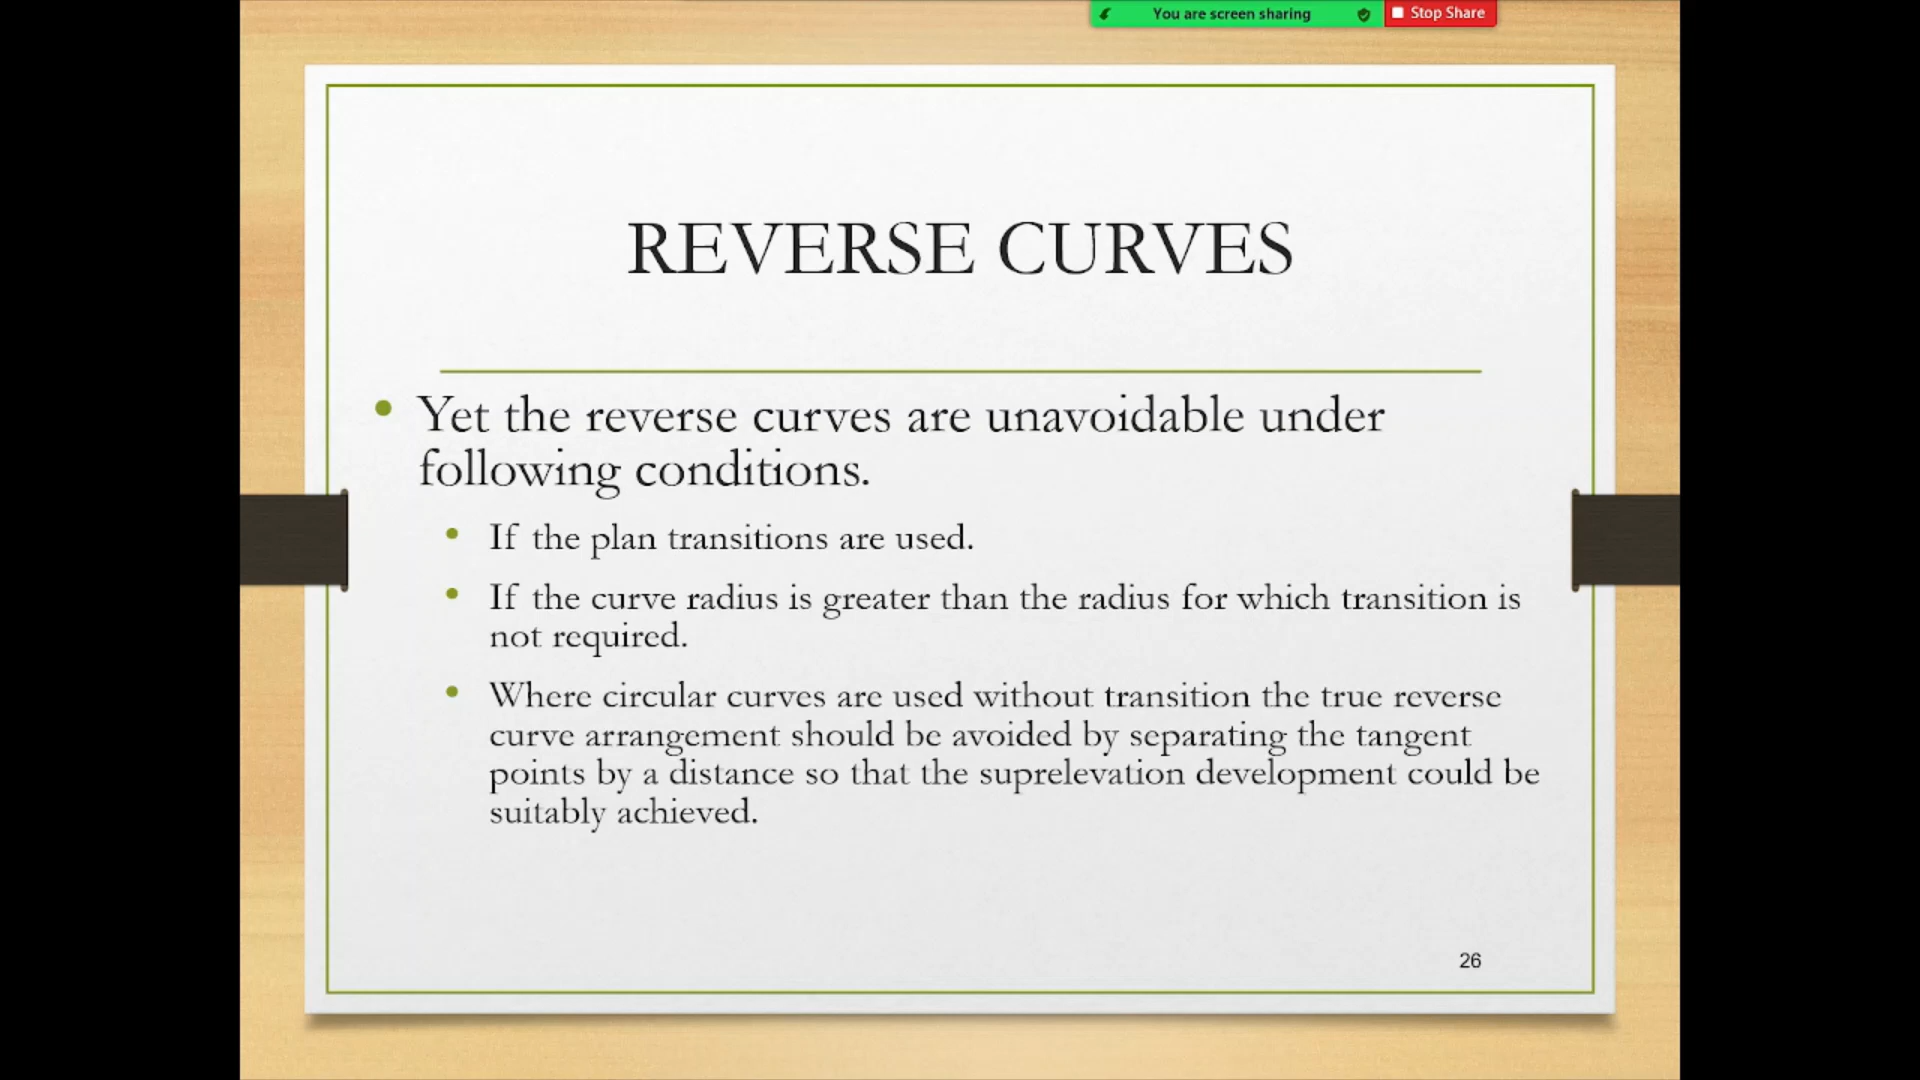 You are screen sharing
Stop Share
REVERSE CURVES
• Yet the reverse curves are unavoidable under
following conditions.
• If the plan transitions are used.
• If the curve radius is greater than the radius for which transition is
not required.
• Where circular curves are used without transition the true reverse
curve arrangement should be avoided by separating the tangent
points by a distance so that the suprelevation development could be
suitably achieved.
26